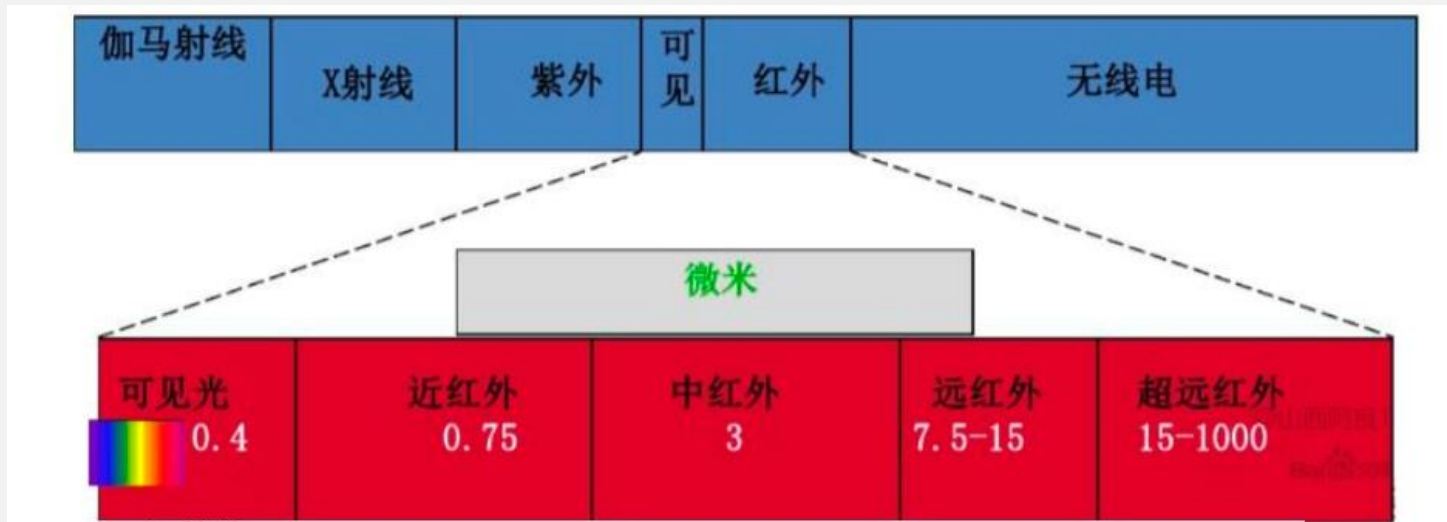 伽马射线
X射线
紫外
可见
红外
无线电
微米
可见光
0.4
近红外
0.75
中红外
3
远红外
7.5-15
超远红外
15-1000